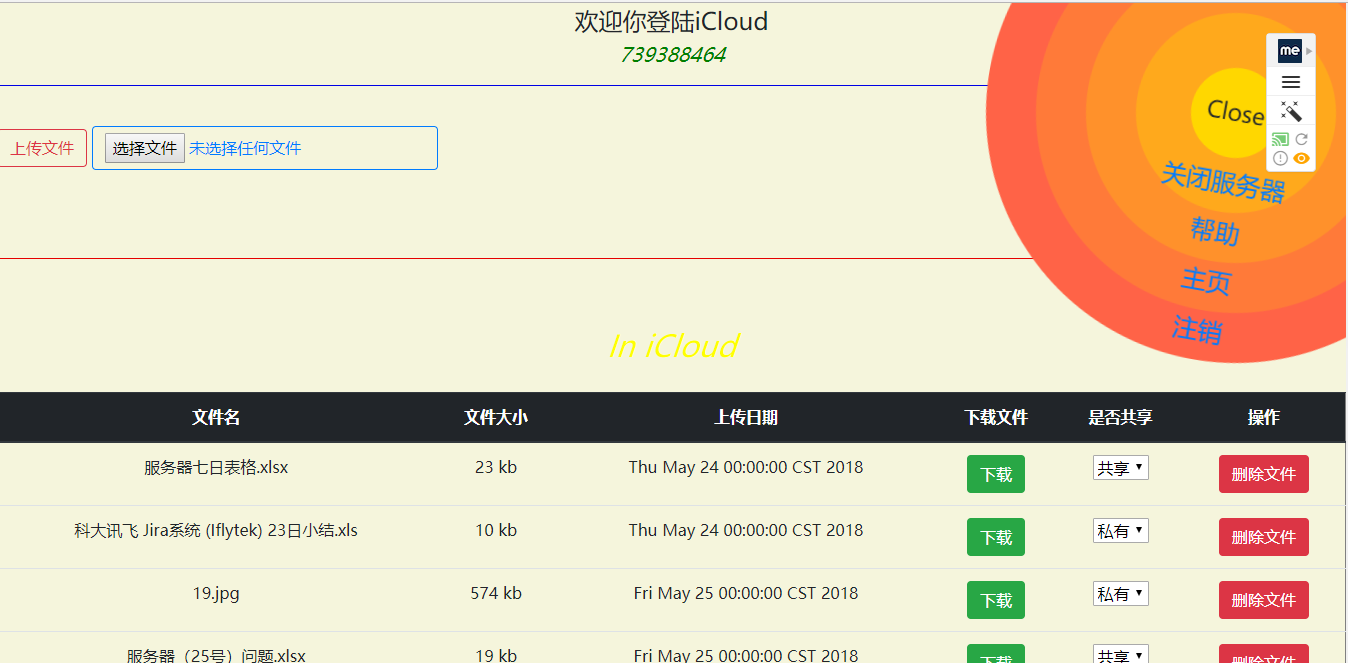 欢迎你登陆iCloud
739388464
me
Close
上传文件 选择文件 未选择任何文件
关闭服务器
帮助
主页
注销
In iCloud
文件名 文件大小 上传日期 下载文件 是否共享 操作
服务器七日表格.xlsx 23 kb Thu May 24 00:00:00 CST 2018 下载 共享 删除文件
科大讯飞 Jira系统 (Iflytek) 23日小结.xls 10 kb Thu May 24 00:00:00 CST 2018 下载 私有 删除文件
19.jpg 574 kb Fri May 25 00:00:00 CST 2018 下载 私有 删除文件
服务器（25号）问题.xlsx 19 kb Fri May 25 00:00:00 CST 2018 下载 共享 删除文件